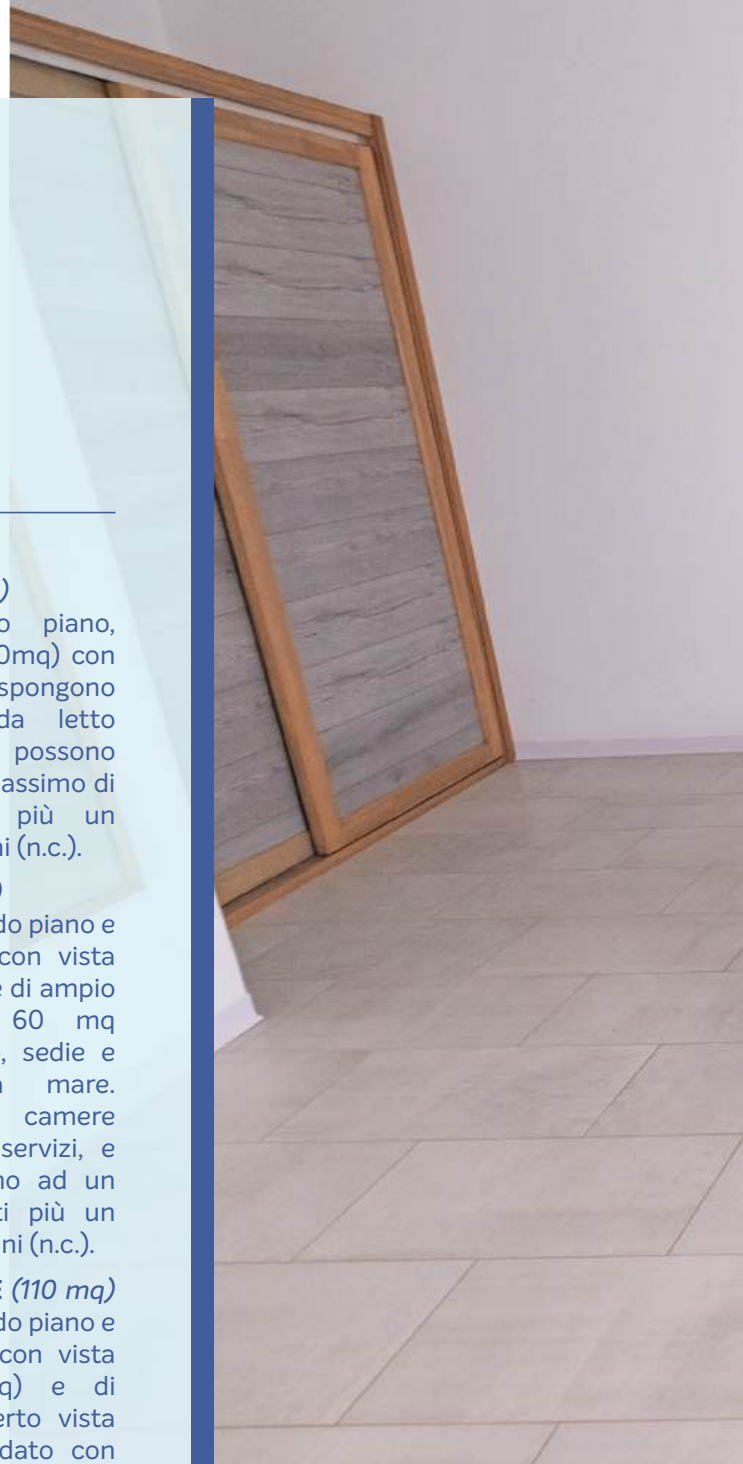 )
piano,
0mq) con
spongono
da letto
possono
assimo di
più un
ni (n.c.).
)
do piano e
con vista
e di ampio
60 mq
, sedie e
mare.
camere
servizi, e
no ad un
ti più un
ni (n.c.).
E (110 mq)
do piano e
con vista
q) e di
erto vista
dato con